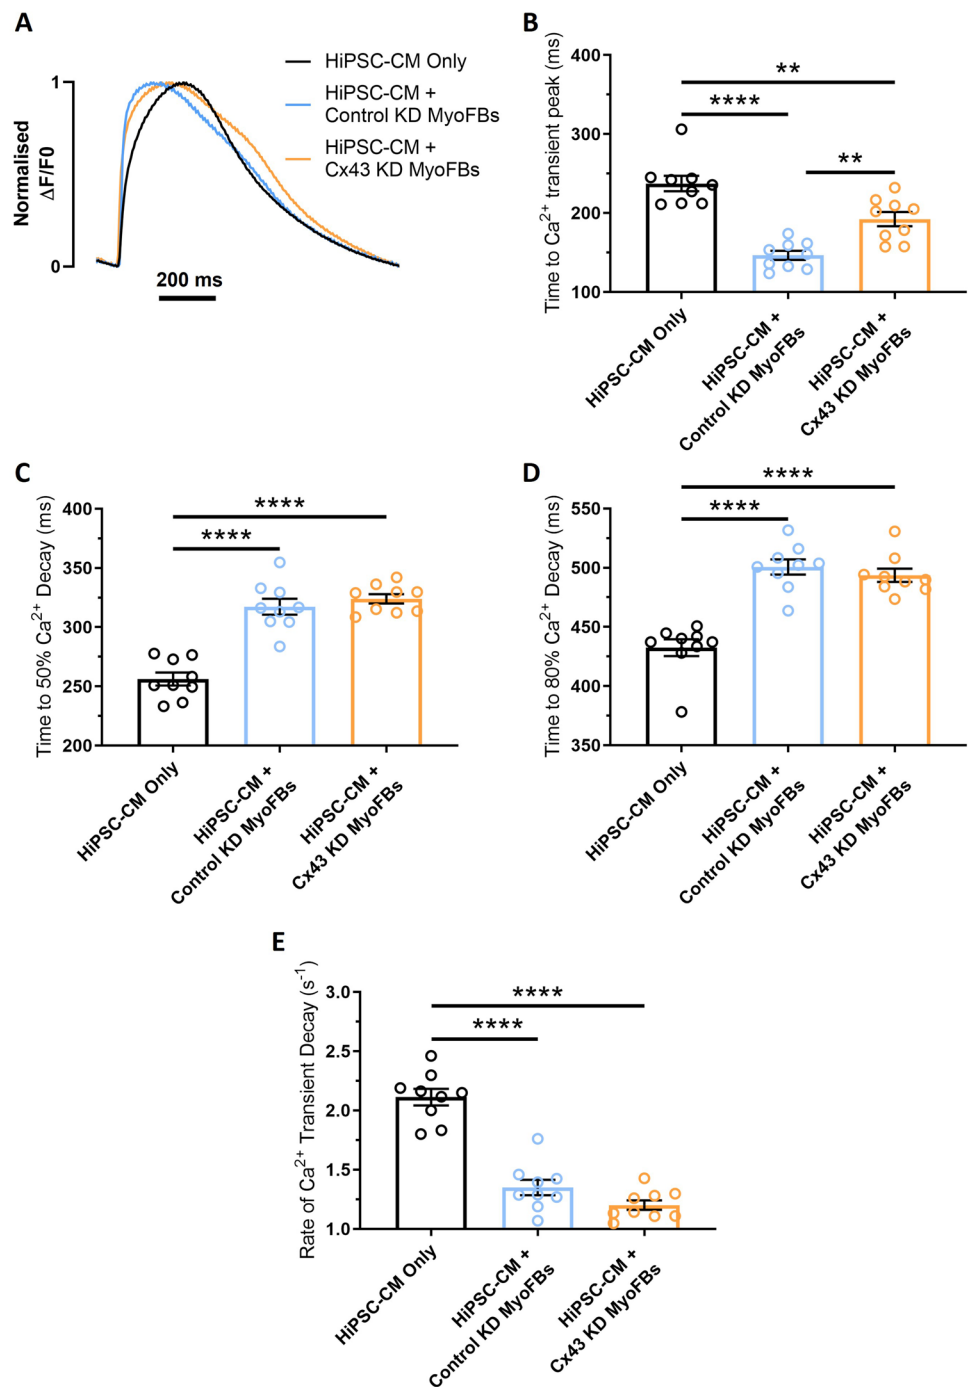 A
HiPSC-CM Only
HiPSC-CM +
Control KD MyoFBs
HiPSC-CM +
Cx43 KD MyoFBs
Normalised
ΔF/F0
1
0
200 ms
B
Time to Ca²⁺ transient peak (ms)
400
300
200
100
**
****
**
HiPSC-CM Only
HiPSC-CM +
Control KD MyoFBs
HiPSC-CM +
Cx43 KD MyoFBs
C
Time to 50% Ca²⁺ Decay (ms)
400
350
300
250
200
****
****
HiPSC-CM Only
HiPSC-CM +
Control KD MyoFBs
HiPSC-CM +
Cx43 KD MyoFBs
D
Time to 80% Ca²⁺ Decay (ms)
550
500
450
400
350
****
****
HiPSC-CM Only
HiPSC-CM +
Control KD MyoFBs
HiPSC-CM +
Cx43 KD MyoFBs
E
Rate of Ca²⁺ Transient Decay (s⁻¹)
3.0
2.5
2.0
1.5
1.0
****
****
HiPSC-CM Only
HiPSC-CM +
Control KD MyoFBs
HiPSC-CM +
Cx43 KD MyoFBs